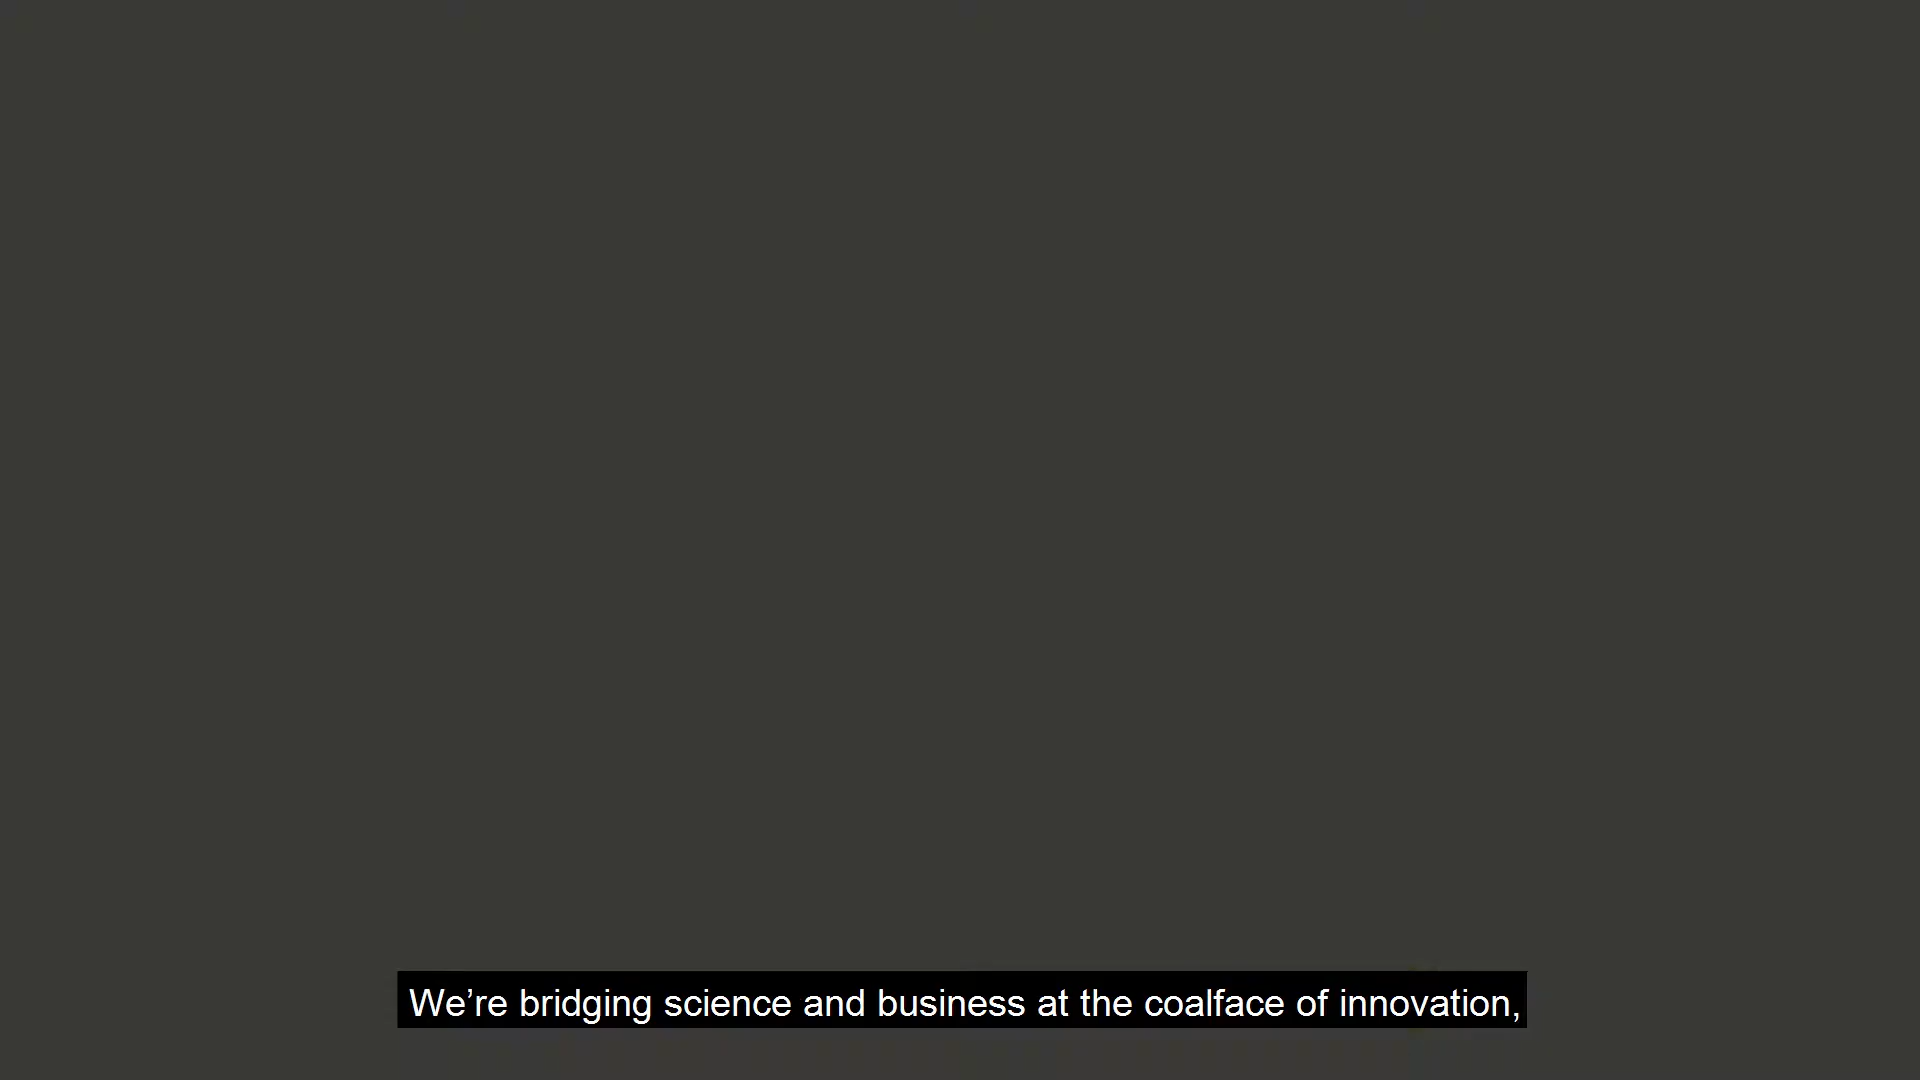 We’re bridging science and business at the coalface of innovation,